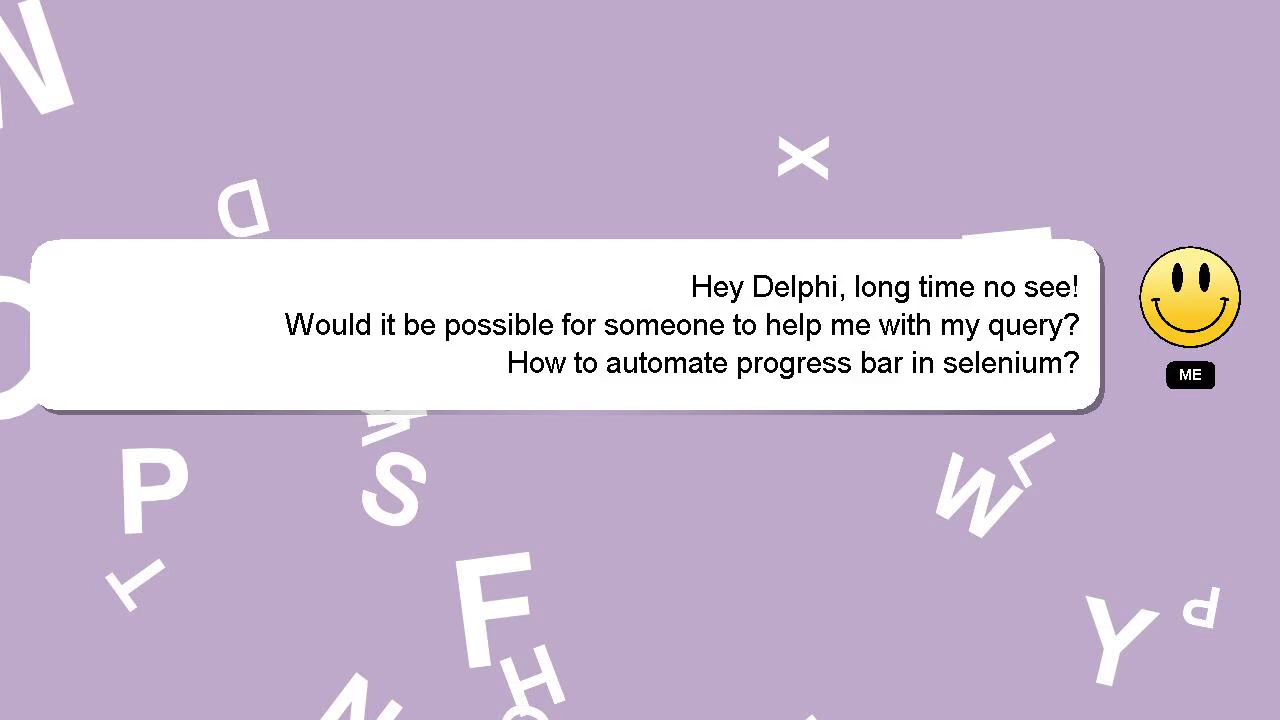 N
X
D
Hey Delphi, long time no see!
Would it be possible for someone to help me with my query?
How to automate progress bar in selenium?
ME
M
L
P
S
W
T
F
Y
P
H
N